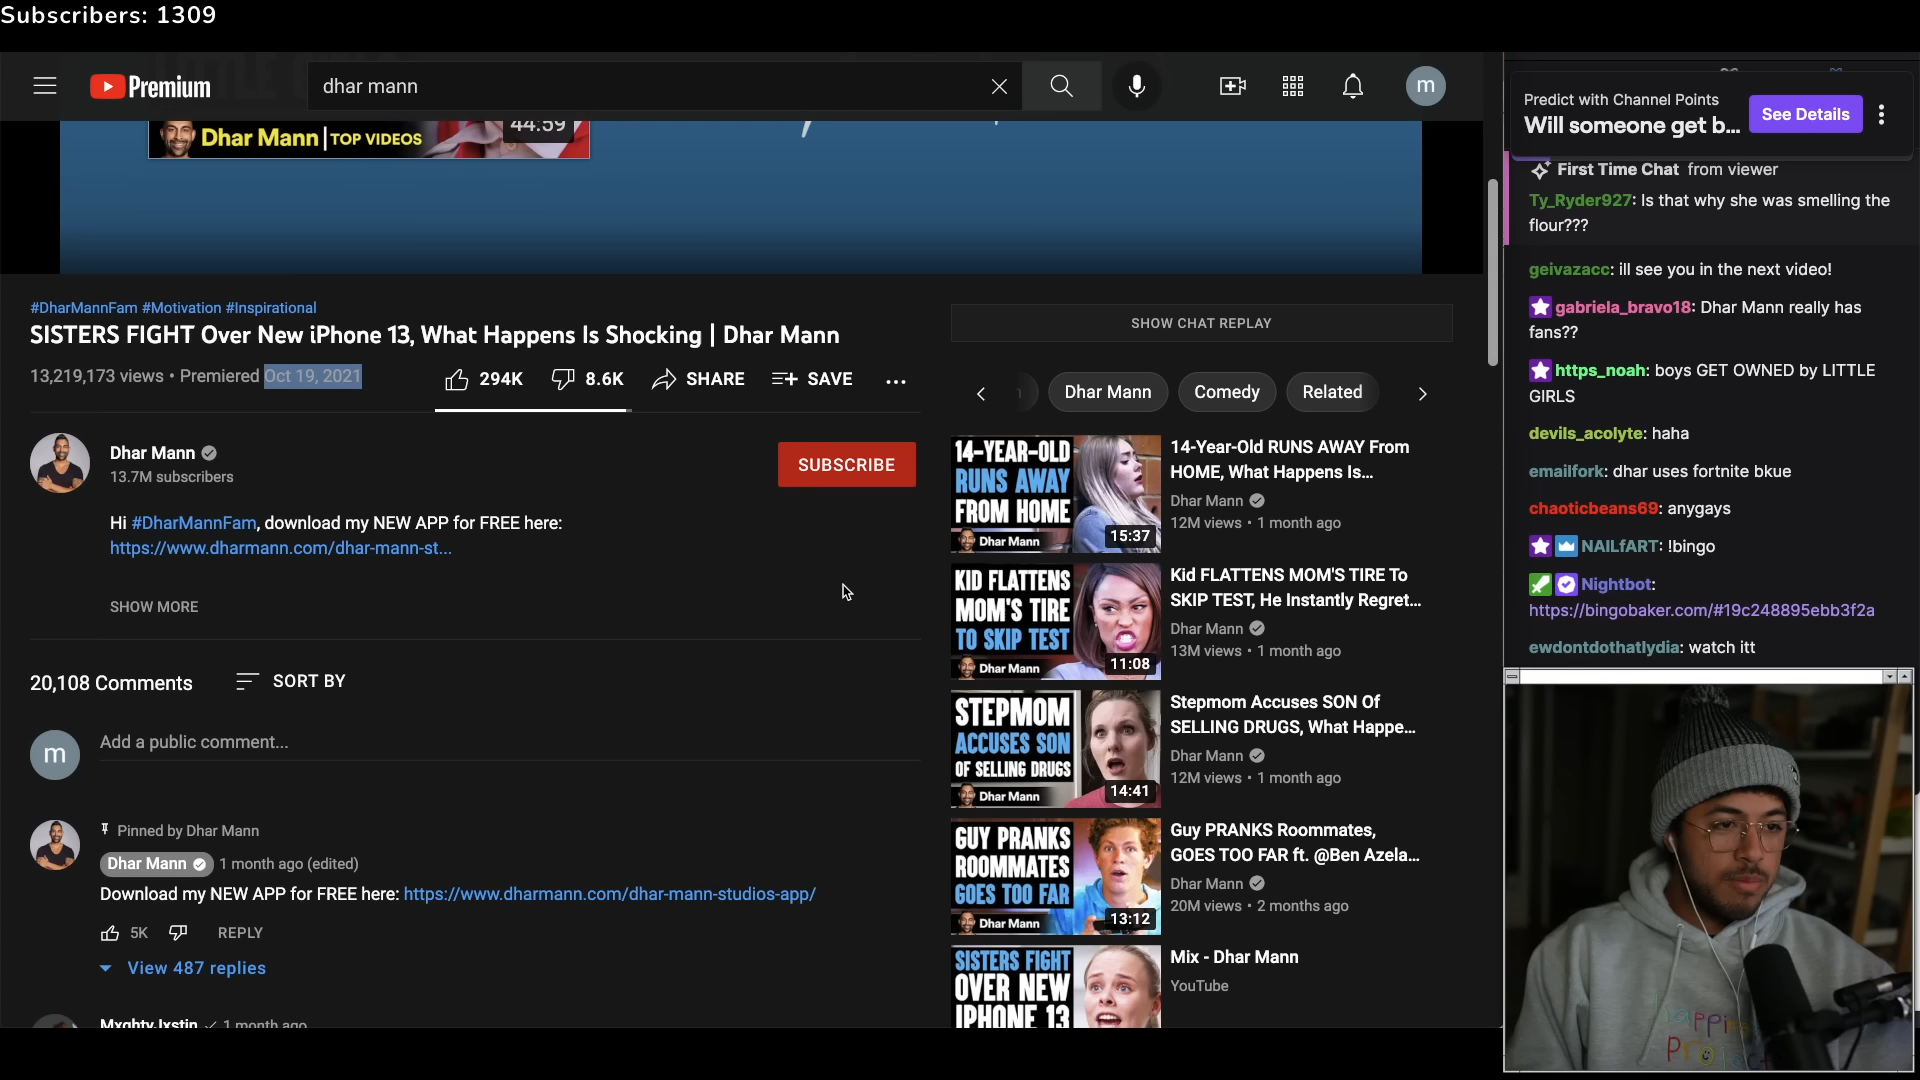 Subscribers: 1309
Premium
dhar mann
m
Dhar Mann | TOP VIDEOS
44:59
#DharMannFam #Motivation #Inspirational
SISTERS FIGHT Over New iPhone 13, What Happens Is Shocking | Dhar Mann
13,219,173 views • Premiered Oct 19, 2021
294K
8.6K
SHARE
SAVE
Dhar Mann
13.7M subscribers
SUBSCRIBE
Hi #DharMannFam, download my NEW APP for FREE here:
https://www.dharmann.com/dhar-mann-st...
SHOW MORE
20,108 Comments
SORT BY
m
Add a public comment...
Pinned by Dhar Mann
Dhar Mann 1 month ago (edited)
Download my NEW APP for FREE here: https://www.dharmann.com/dhar-mann-studios-app/
5K
REPLY
View 487 replies
MxghtyJxstin 1 month ago
SHOW CHAT REPLAY
Dhar Mann
Comedy
Related
14-YEAR-OLD
RUNS AWAY
FROM HOME
Dhar Mann
15:37
14-Year-Old RUNS AWAY From
HOME, What Happens Is...
Dhar Mann
12M views • 1 month ago
KID FLATTENS
MOM'S TIRE
TO SKIP TEST
Dhar Mann
11:08
Kid FLATTENS MOM'S TIRE To
SKIP TEST, He Instantly Regret...
Dhar Mann
13M views • 1 month ago
STEPMOM
ACCUSES SON
OF SELLING DRUGS
Dhar Mann
14:41
Stepmom Accuses SON Of
SELLING DRUGS, What Happe...
Dhar Mann
12M views • 1 month ago
GUY PRANKS
ROOMMATES
GOES TOO FAR
Dhar Mann
13:12
Guy PRANKS Roommates,
GOES TOO FAR ft. @Ben Azela...
Dhar Mann
20M views • 2 months ago
SISTERS FIGHT
OVER NEW
IPHONE 13
Mix - Dhar Mann
YouTube
Predict with Channel Points
Will someone get b...
See Details
First Time Chat from viewer
Ty_Ryder927: Is that why she was smelling the
flour???
geivazacc: ill see you in the next video!
gabriela_bravo18: Dhar Mann really has
fans??
https_noah: boys GET OWNED by LITTLE
GIRLS
devils_acolyte: haha
emailfork: dhar uses fortnite bkue
chaoticbeans69: anygays
NAILfART: !bingo
Nightbot:
https://bingobaker.com/#19c248895ebb3f2a
ewdontdothatlydia: watch itt